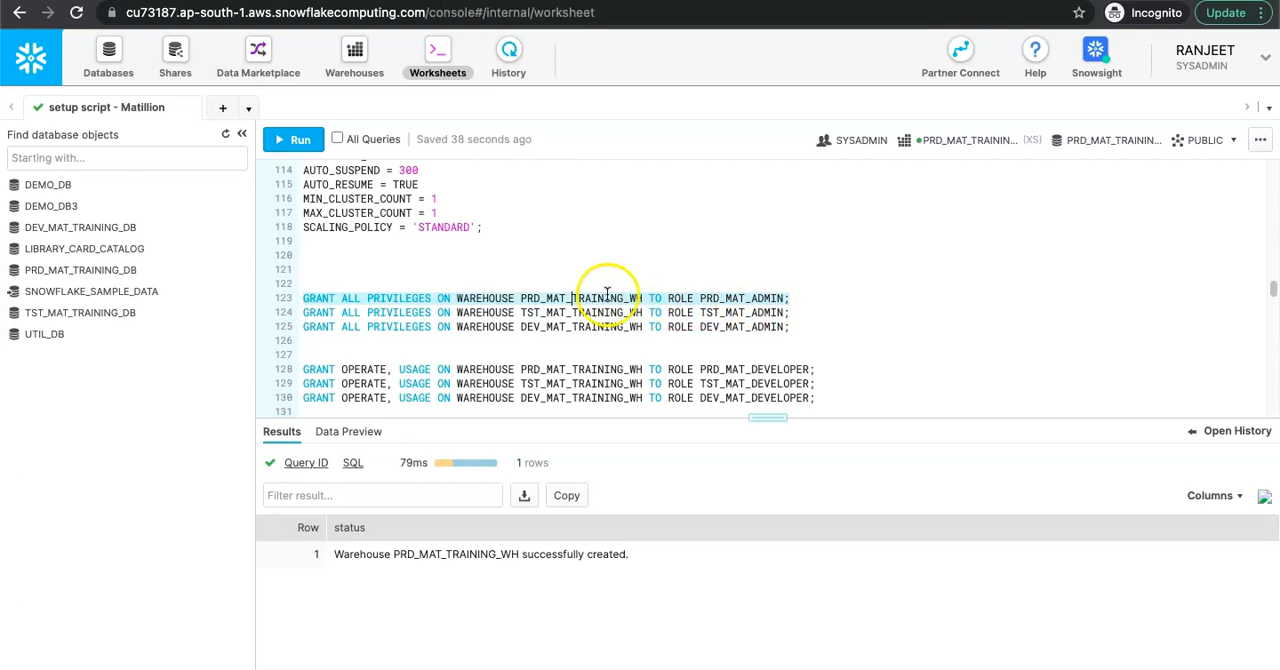 cu73187.ap-south-1.aws.snowflakecomputing.com/console#/internal/worksheet
Incognito
Update
Databases
Shares
Data Marketplace
Warehouses
Worksheets
History
Partner Connect
Help
Snowsight
RANJEET
SYSADMIN
setup script - Matillion
Find database objects
Starting with...
DEMO_DB
DEMO_DB3
DEV_MAT_TRAINING_DB
LIBRARY_CARD_CATALOG
PRD_MAT_TRAINING_DB
SNOWFLAKE_SAMPLE_DATA
TST_MAT_TRAINING_DB
UTIL_DB
Run
All Queries
Saved 38 seconds ago
SYSADMIN
PRD_MAT_TRAININ... (XS)
PRD_MAT_TRAININ...
PUBLIC
114 AUTO_SUSPEND = 300
115 AUTO_RESUME = TRUE
116 MIN_CLUSTER_COUNT = 1
117 MAX_CLUSTER_COUNT = 1
118 SCALING_POLICY = 'STANDARD';
119
120
121
122
123 GRANT ALL PRIVILEGES ON WAREHOUSE PRD_MAT_TRAINING_WH TO ROLE PRD_MAT_ADMIN;
124 GRANT ALL PRIVILEGES ON WAREHOUSE TST_MAT_TRAINING_WH TO ROLE TST_MAT_ADMIN;
125 GRANT ALL PRIVILEGES ON WAREHOUSE DEV_MAT_TRAINING_WH TO ROLE DEV_MAT_ADMIN;
126
127
128 GRANT OPERATE, USAGE ON WAREHOUSE PRD_MAT_TRAINING_WH TO ROLE PRD_MAT_DEVELOPER;
129 GRANT OPERATE, USAGE ON WAREHOUSE TST_MAT_TRAINING_WH TO ROLE TST_MAT_DEVELOPER;
130 GRANT OPERATE, USAGE ON WAREHOUSE DEV_MAT_TRAINING_WH TO ROLE DEV_MAT_DEVELOPER;
131
Results
Data Preview
Open History
Query ID
SQL
79ms
1 rows
Filter result...
Copy
Columns
Row status
1 Warehouse PRD_MAT_TRAINING_WH successfully created.